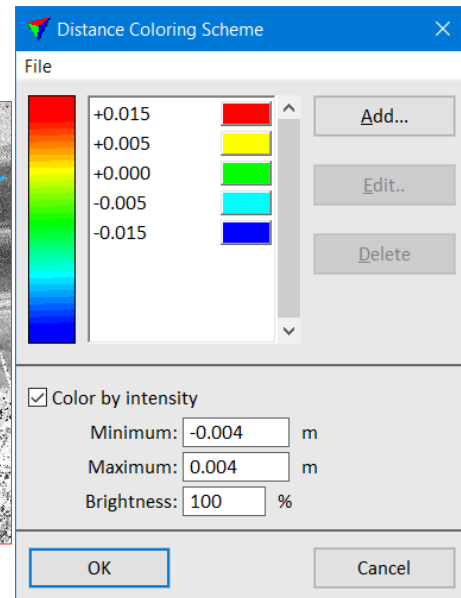 Distance Coloring Scheme
File
+0.015
+0.005
+0.000
-0.005
-0.015
Add...
Edit..
Delete
Color by intensity
Minimum: -0.004 m
Maximum: 0.004 m
Brightness: 100 %
OK Cancel